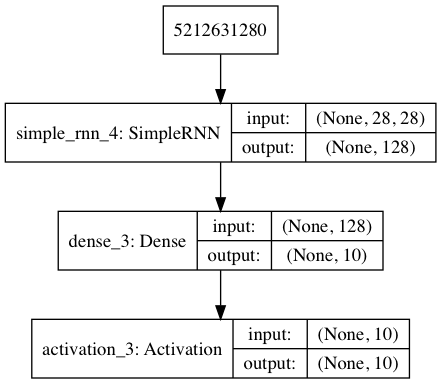 5212631280
simple_rnn_4: SimpleRNN
input: (None, 28, 28)
output: (None, 128)
dense_3: Dense
input: (None, 128)
output: (None, 10)
activation_3: Activation
input: (None, 10)
output: (None, 10)